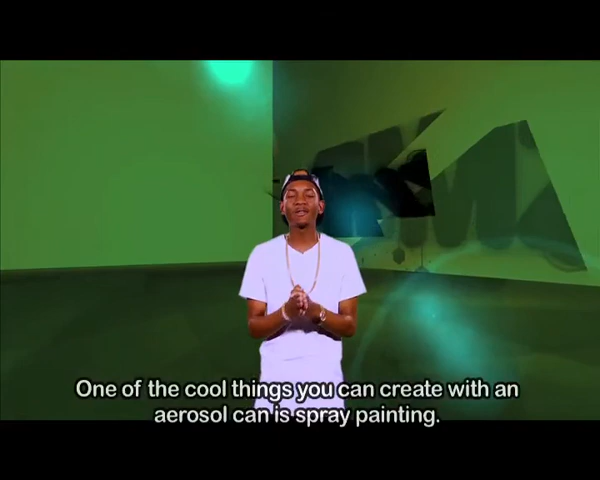 One of the cool things you can create with an
aerosol can is spray painting.